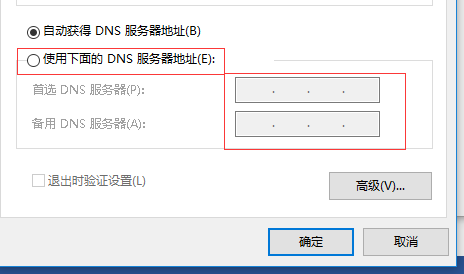 自动获得 DNS 服务器地址(B)
使用下面的 DNS 服务器地址(E):
首选 DNS 服务器(P):
备用 DNS 服务器(A):
退出时验证设置(L)
高级(V)...
确定 取消